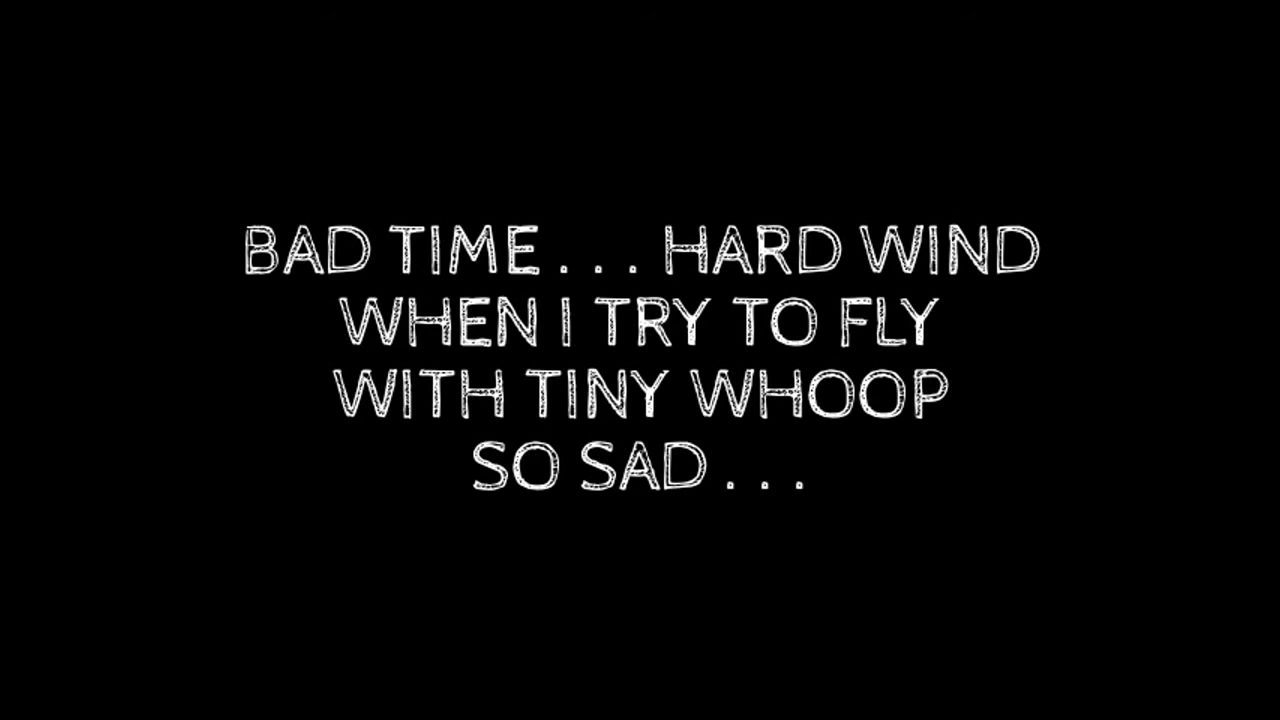 BAD TIME . . . HARD WIND
WHEN I TRY TO FLY
WITH TINY WHOOP
SO SAD . . .